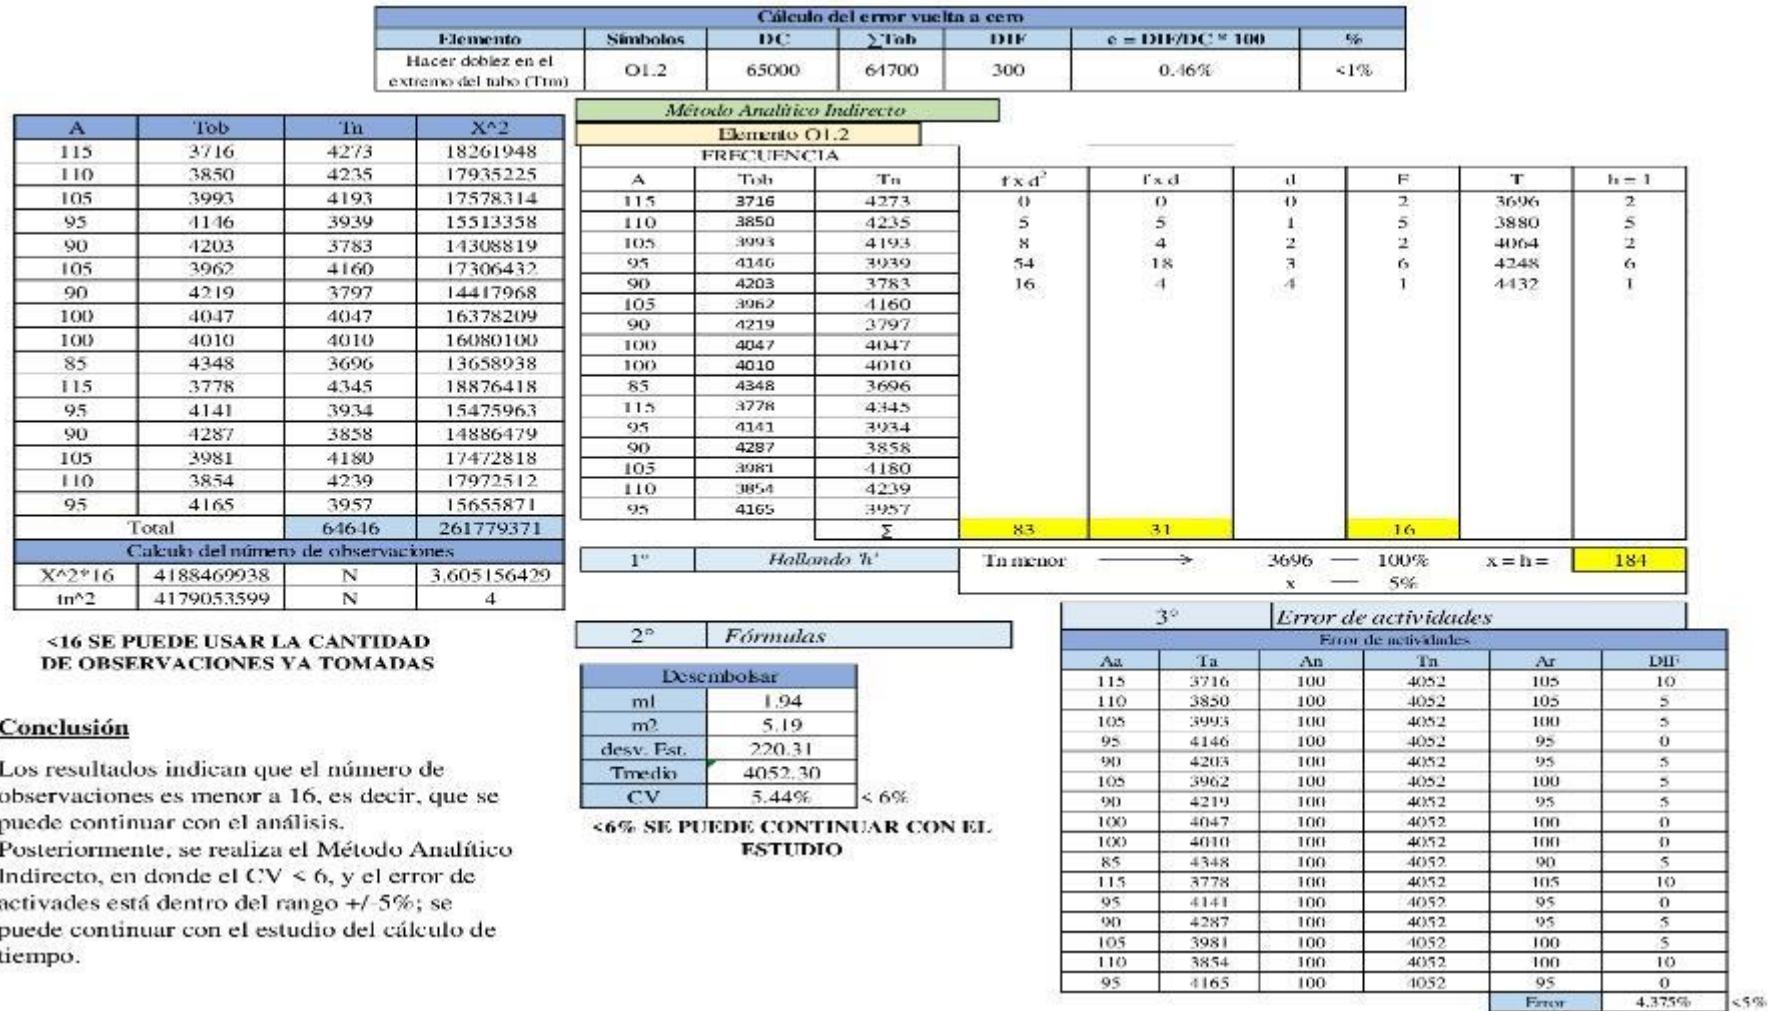 Cálculo del error vuelta a cero
Elemento Símbolos DC ∑Tob DIF e = DIF/DC * 100 %
Hacer doblez en el extremo del tubo (Ttm) O1.2 65000 64700 300 0.46% <1%
A Tob Tn X^2
115 3716 4273 18261948
110 3850 4235 17935225
105 3993 4193 17578314
95 4146 3939 15513358
90 4203 3783 14308819
105 3962 4160 17306432
90 4219 3797 14417968
100 4047 4047 16378209
100 4010 4010 16080100
85 4348 3696 13658938
115 3778 4345 18876418
95 4141 3934 15475963
90 4287 3858 14886479
105 3981 4180 17472818
110 3854 4239 17972512
95 4165 3957 15655871
Total 64646 261779371
Calculo del número de observaciones
X^2*16 4188469938 N 3.605156429
tn^2 4179053599 N 4
<16 SE PUEDE USAR LA CANTIDAD
DE OBSERVACIONES YA TOMADAS
Conclusión
Los resultados indican que el número de
observaciones es menor a 16, es decir, que se
puede continuar con el análisis.
Posteriormente, se realiza el Método Analítico
Indirecto, en donde el CV < 6, y el error de
activades está dentro del rango +/-5%; se
puede continuar con el estudio del cálculo de
tiempo.
Método Analítico Indirecto
Elemento O1.2
FRECUENCIA
A Tob Tn f x d² f x d d F T h = 1
115 3716 4273 0 0 0 2 3696 2
110 3850 4235 5 5 1 5 3880 5
105 3993 4193 8 4 2 2 4064 2
95 4146 3939 54 18 3 6 4248 6
90 4203 3783 16 4 4 1 4432 1
105 3962 4160
90 4219 3797
100 4047 4047
100 4010 4010
85 4348 3696
115 3778 4345
95 4141 3934
90 4287 3858
105 3981 4180
110 3854 4239
95 4165 3957
∑ 83 31 16
1° Hallando 'h' Tn menor 3696 — 100% x = h = 184
x — 5%
2° Fórmulas
Desembolsar
m1 1.94
m2 5.19
desv. Est. 220.31
Tmedio 4052.30
CV 5.44% < 6%
<6% SE PUEDE CONTINUAR CON EL
ESTUDIO
3° Error de actividades
Error de actividades
Aa Ta An Tn Ar DIF
115 3716 100 4052 105 10
110 3850 100 4052 105 5
105 3993 100 4052 100 5
95 4146 100 4052 95 0
90 4203 100 4052 95 5
105 3962 100 4052 100 5
90 4219 100 4052 95 5
100 4047 100 4052 100 0
100 4010 100 4052 100 0
85 4348 100 4052 90 5
115 3778 100 4052 105 10
95 4141 100 4052 95 0
90 4287 100 4052 95 5
105 3981 100 4052 100 5
110 3854 100 4052 100 10
95 4165 100 4052 95 0
Error 4.375% <5%